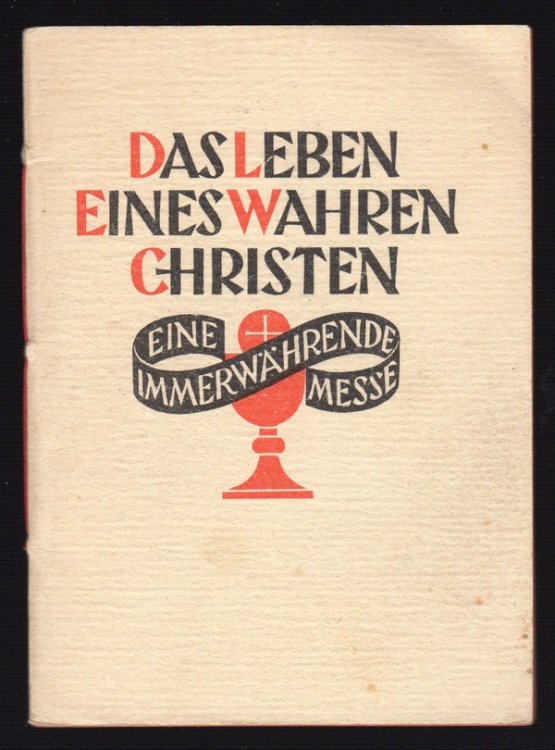 DAS LEBEN
EINES WAHREN
CHRISTEN
EINE
IMMERWÄHRENDE
MESSE